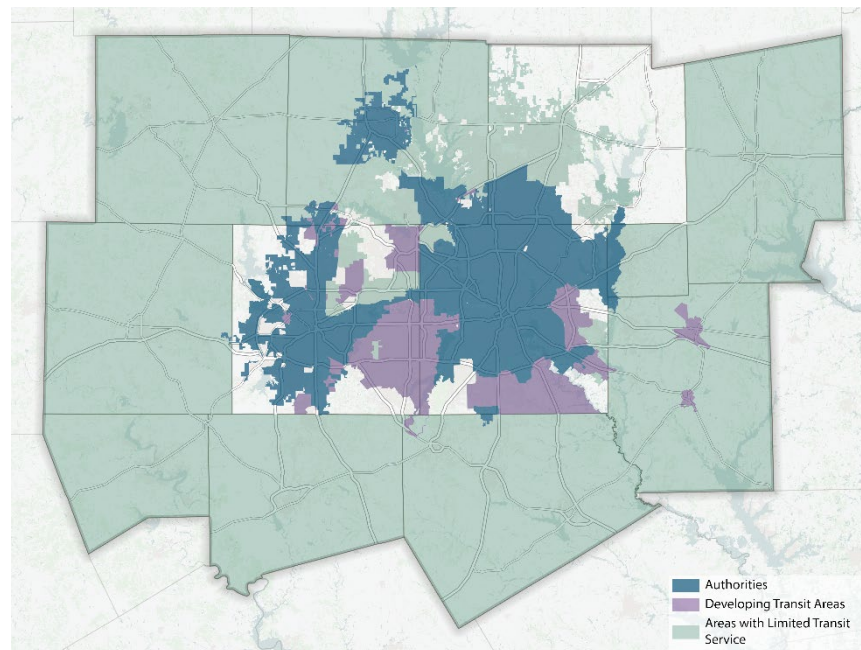 Authorities
Developing Transit Areas
Areas with Limited Transit
Service